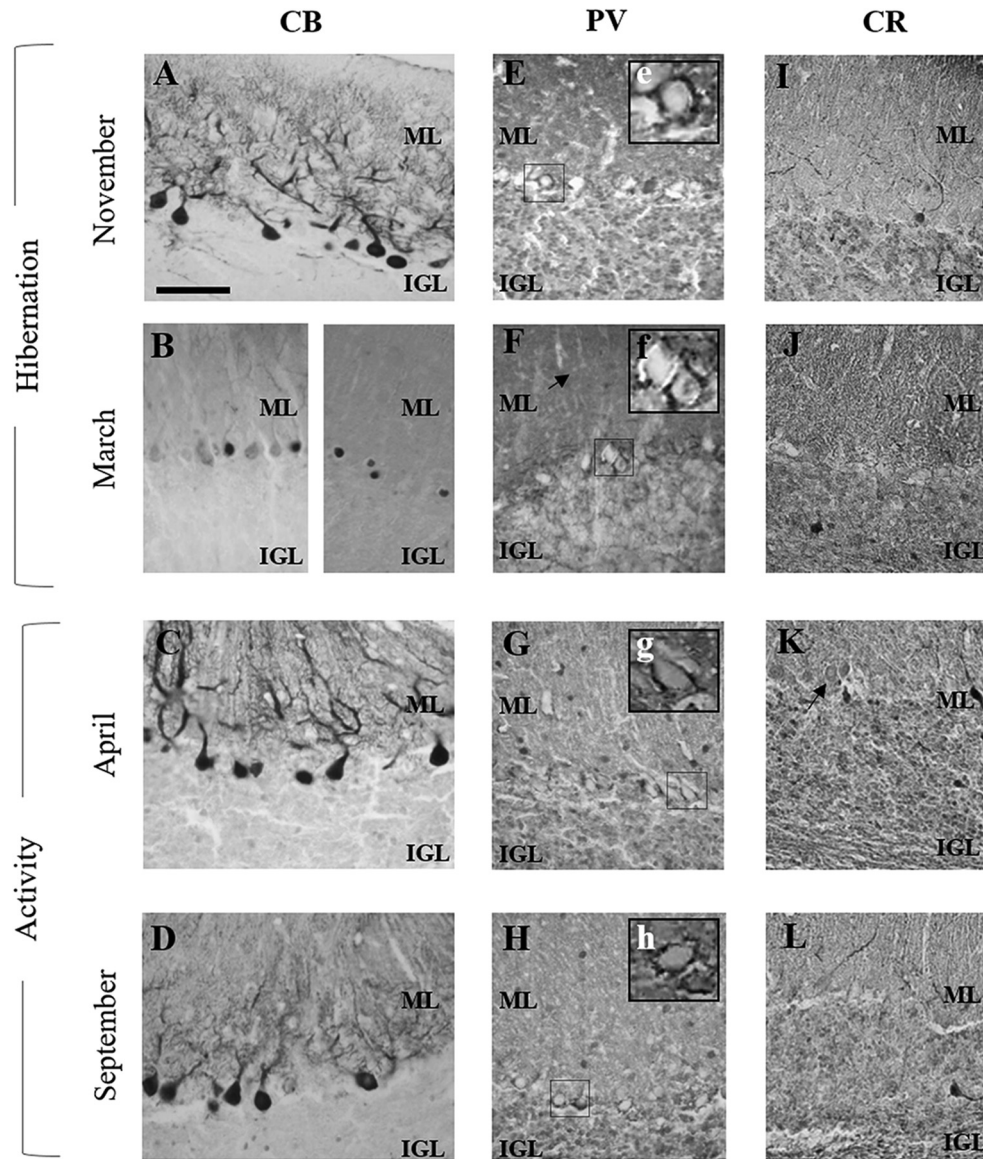 CB PV CR
Hibernation
November
A ML IGL
E e ML IGL
I ML IGL
March
B ML IGL ML IGL
F f ML IGL
J ML IGL
Activity
April
C ML IGL
G g ML IGL
K ML IGL
September
D ML IGL
H h ML IGL
L ML IGL